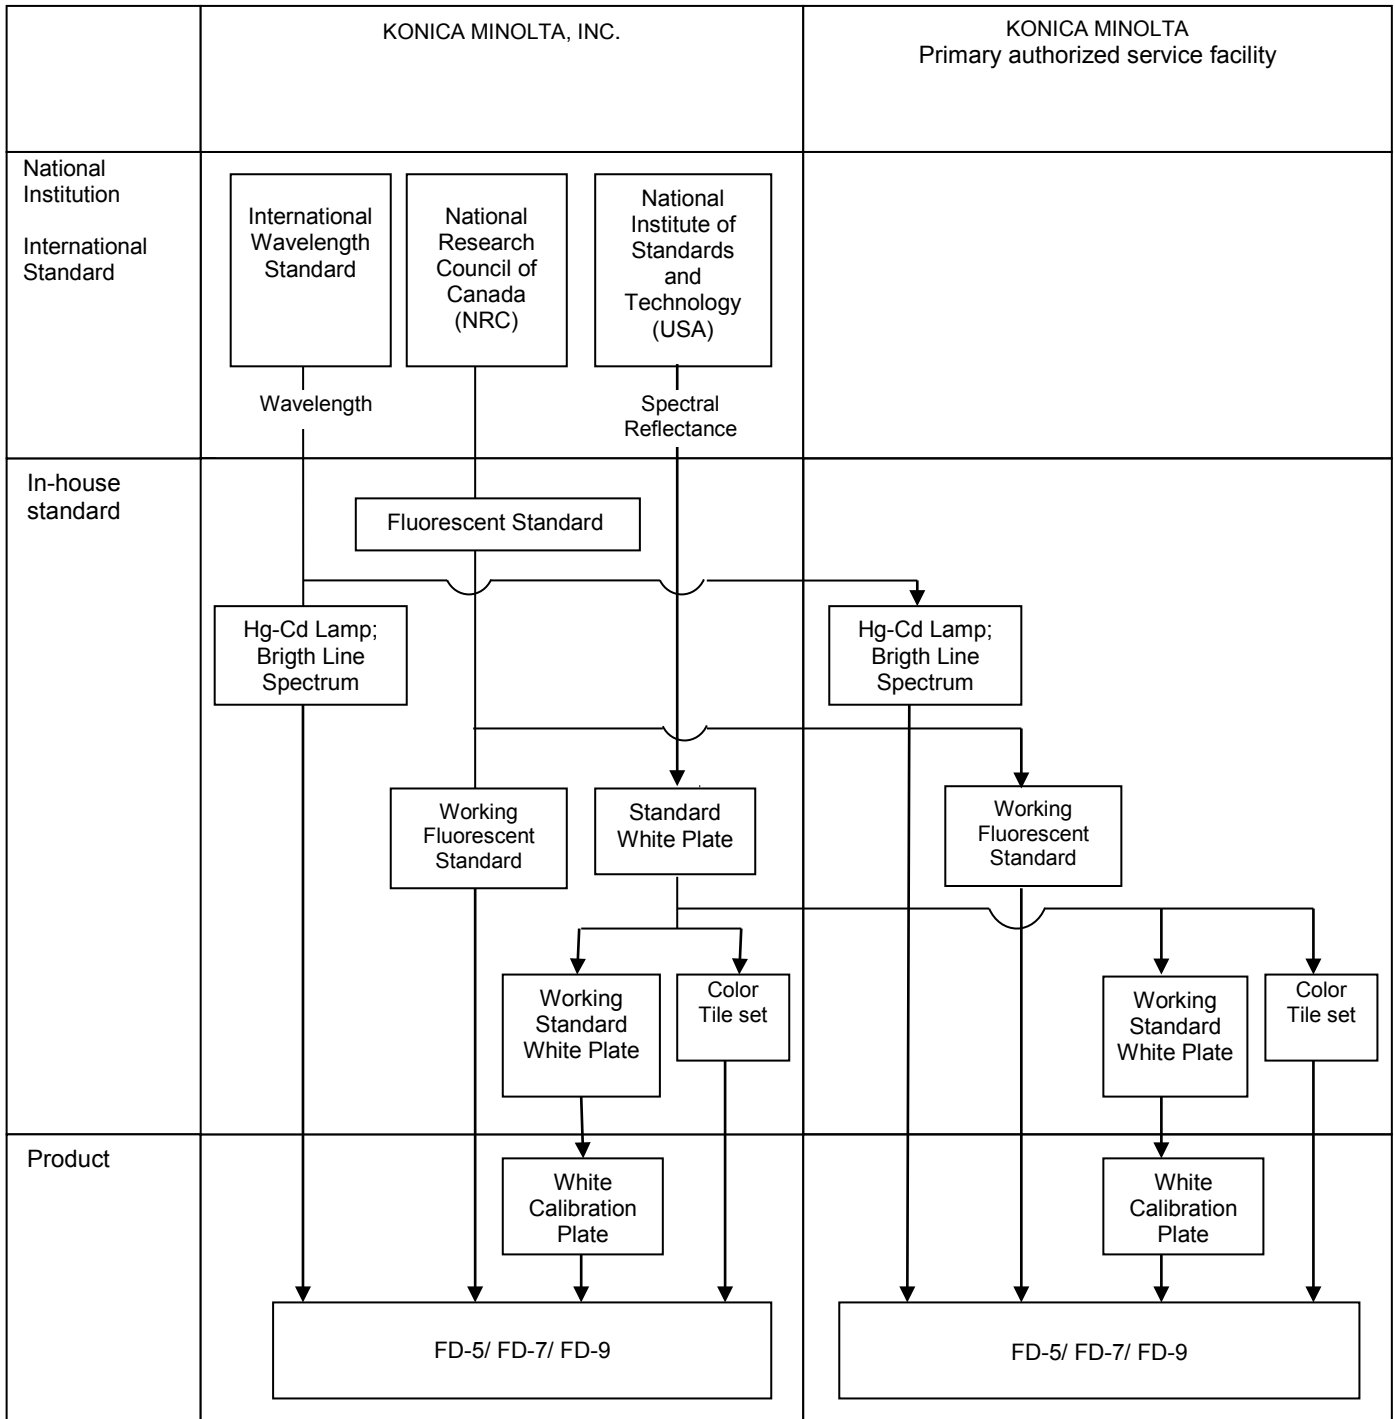 KONICA MINOLTA, INC.
KONICA MINOLTA
Primary authorized service facility
National
Institution
International
Standard
International
Wavelength
Standard
National
Research
Council of
Canada
(NRC)
National
Institute of
Standards
and
Technology
(USA)
Wavelength
Spectral
Reflectance
In-house
standard
Fluorescent Standard
Hg-Cd Lamp;
Brigth Line
Spectrum
Hg-Cd Lamp;
Brigth Line
Spectrum
Working
Fluorescent
Standard
Standard
White Plate
Working
Fluorescent
Standard
Working
Standard
White Plate
Color
Tile set
Working
Standard
White Plate
Color
Tile set
Product
White
Calibration
Plate
White
Calibration
Plate
FD-5/ FD-7/ FD-9
FD-5/ FD-7/ FD-9